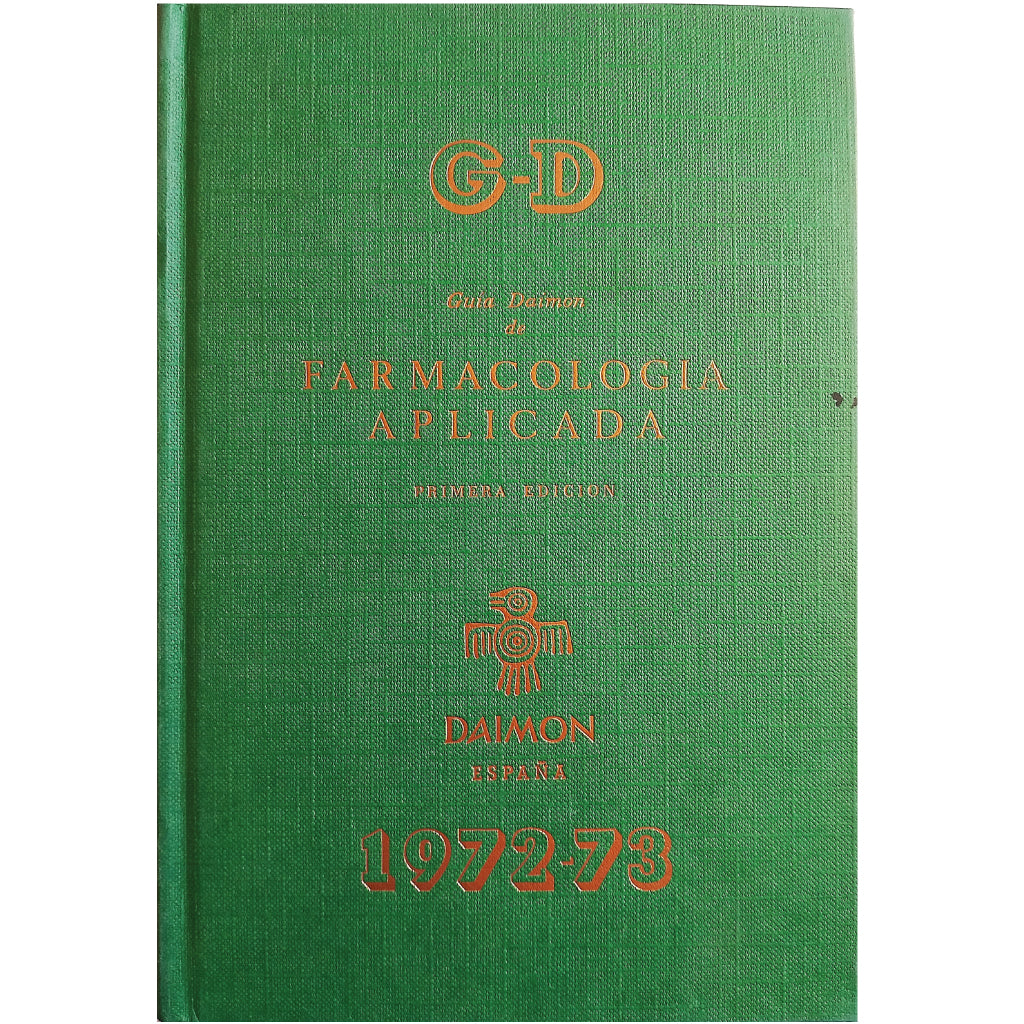 G-D
Guía Daimon
de
FARMACOLOGIA
APLICADA
PRIMERA EDICION
DAIMON
ESPAÑA
1972-73